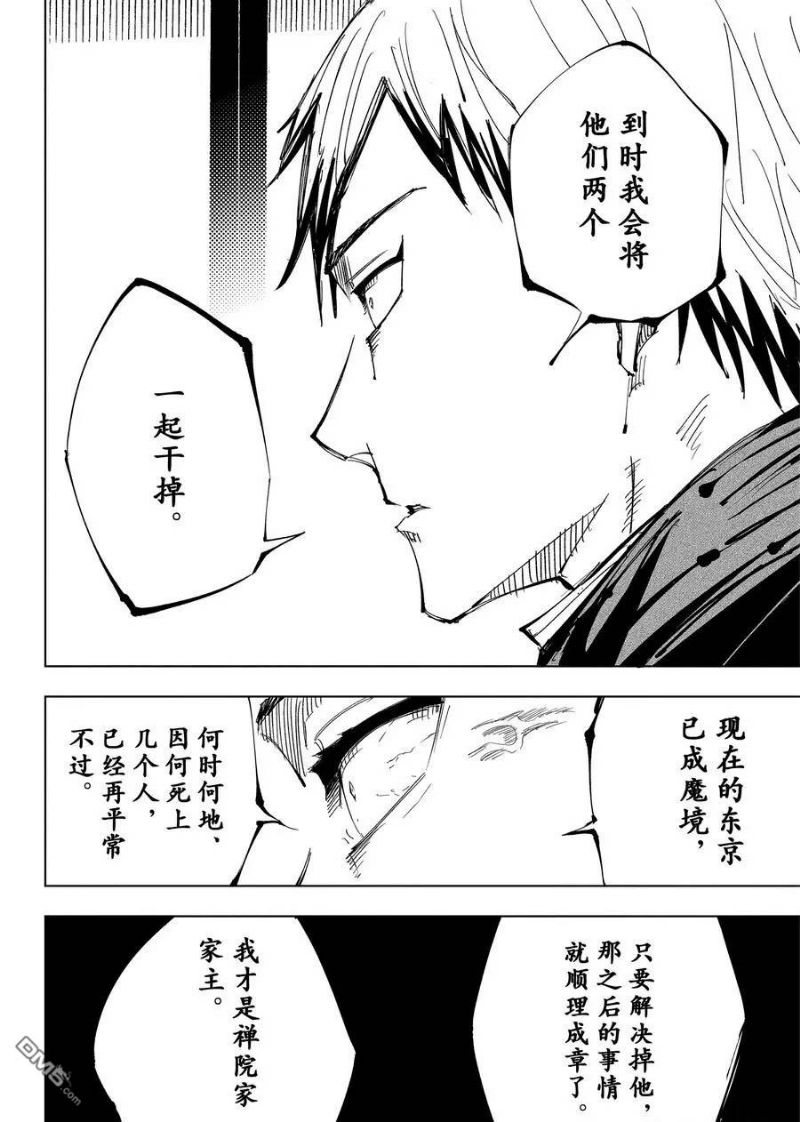 到时我会将
他们两个
一起干掉。
现在的东京
已成魔境，
何时何地、
因何死上
几个人，
已经再平常
不过。
只要解决掉他，
那之后的事情
就顺理成章了。
我才是禅院家
家主。
DM5.com